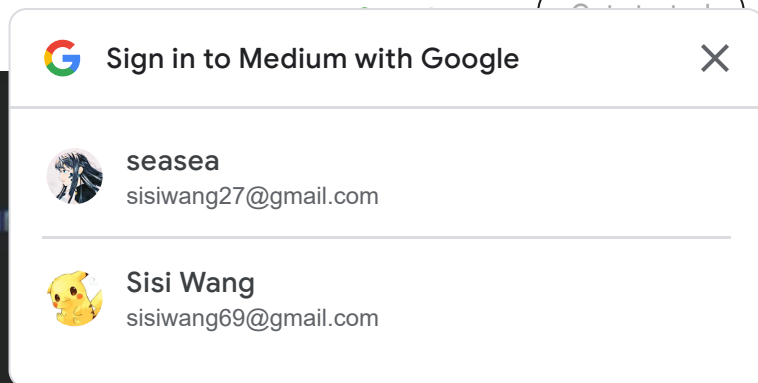 Sign in to Medium with Google
seasea
sisiwang27@gmail.com
Sisi Wang
sisiwang69@gmail.com